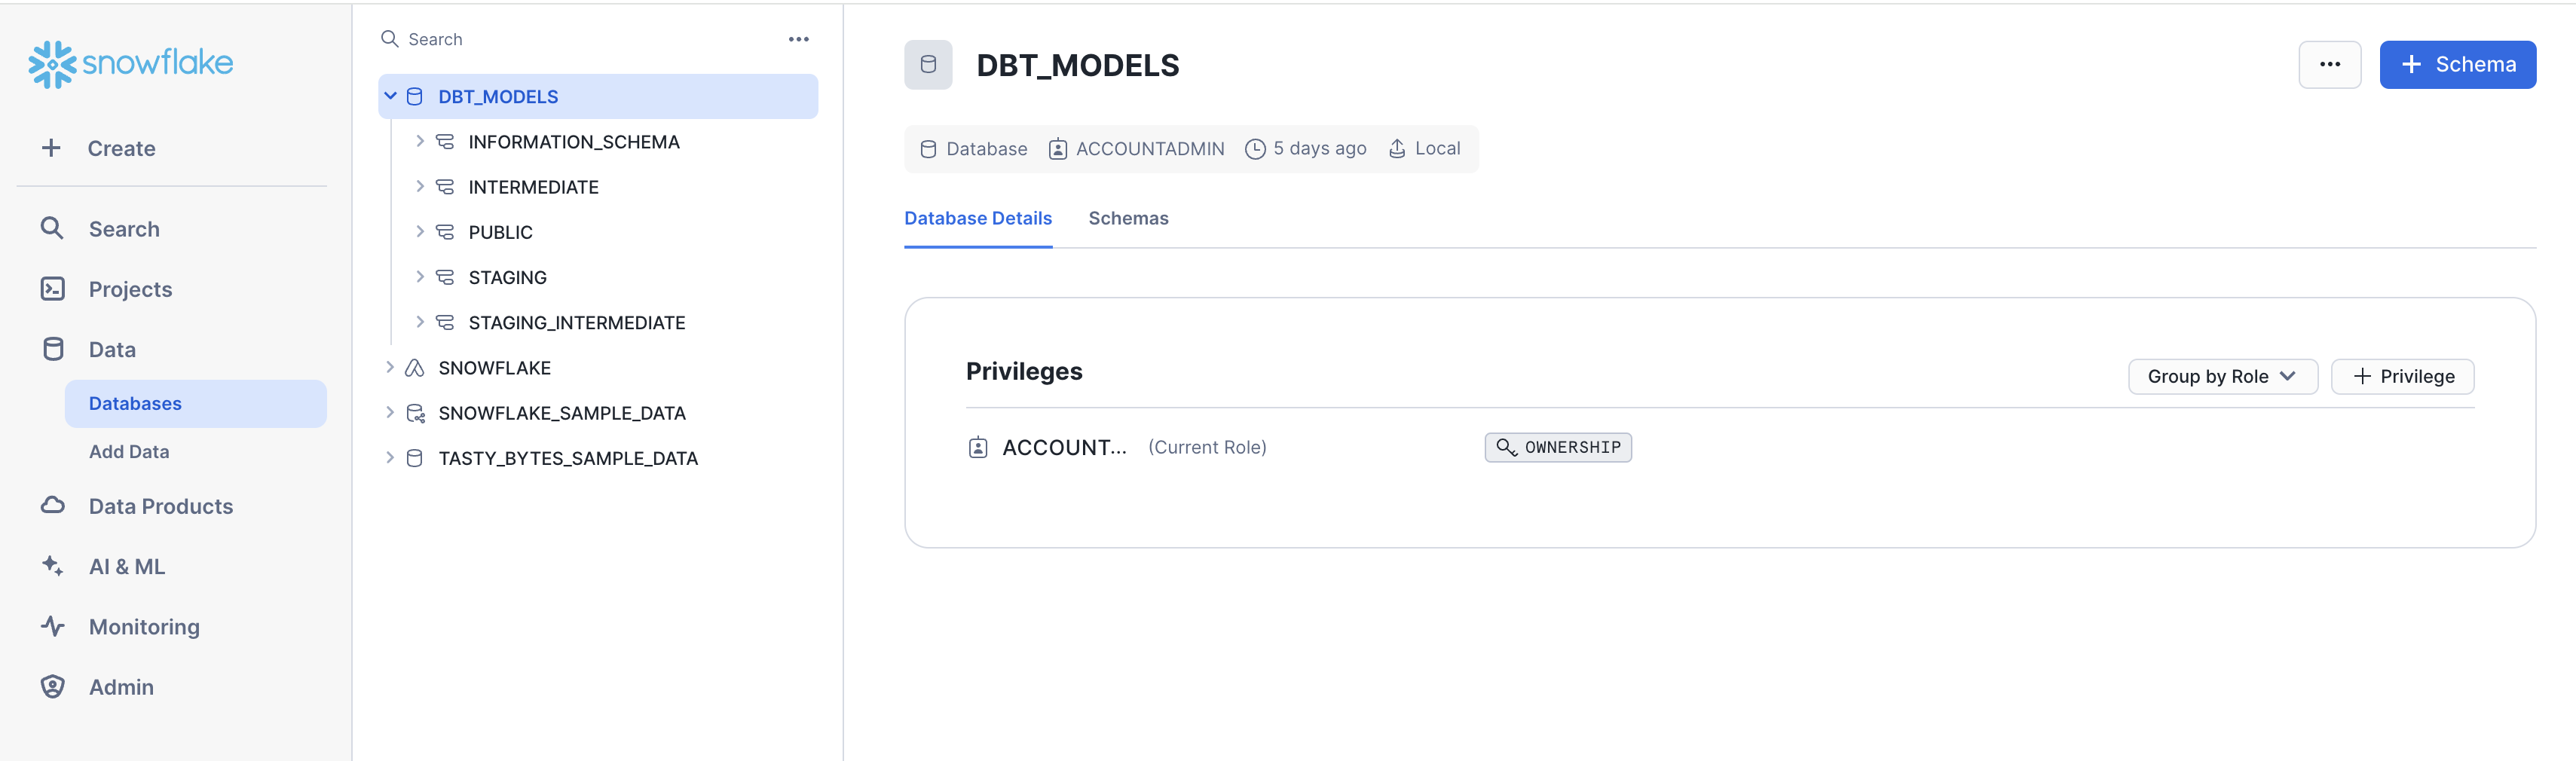 snowflake
Create
Search
Projects
Data
Databases
Add Data
Data Products
AI & ML
Monitoring
Admin
Search
DBT_MODELS
INFORMATION_SCHEMA
INTERMEDIATE
PUBLIC
STAGING
STAGING_INTERMEDIATE
SNOWFLAKE
SNOWFLAKE_SAMPLE_DATA
TASTY_BYTES_SAMPLE_DATA
DBT_MODELS
+ Schema
Database ACCOUNTADMIN 5 days ago Local
Database Details Schemas
Privileges
Group by Role + Privilege
ACCOUNT... (Current Role) OWNERSHIP